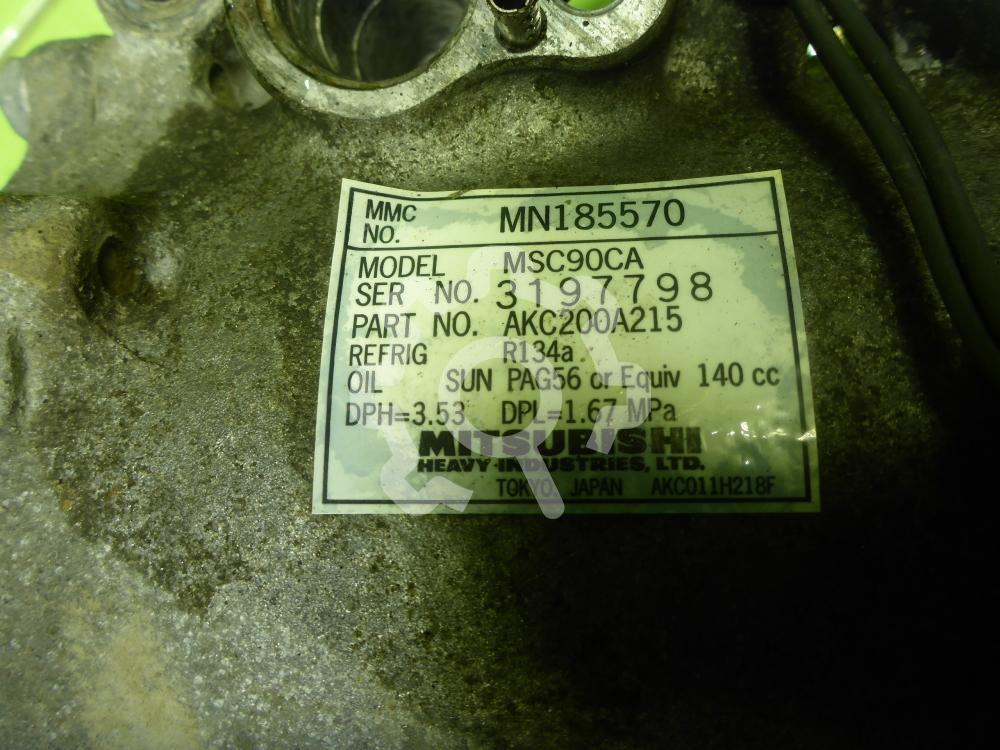 MMC NO. MN185570
MODEL MSC90CA
SER NO. 3197798
PART NO. AKC200A215
REFRIG R134a
OIL SUN PAG56 or Equiv 140 cc
DPH=3.53 DPL=1.67 MPa
MITSUBISHI
HEAVY-INDUSTRIES, LTD.
TOKYO, JAPAN AKC011H218F